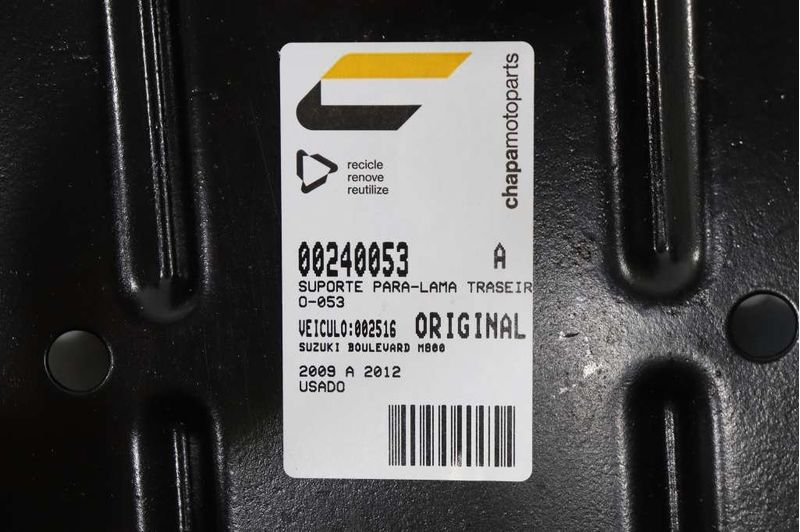 chapamotoparts
recicle
renove
reutilize
00240053 A
SUPORTE PARA-LAMA TRASEIR
O-053
VEICULO:002516 ORIGINAL
SUZUKI BOULEVARD M800
2009 A 2012
USADO